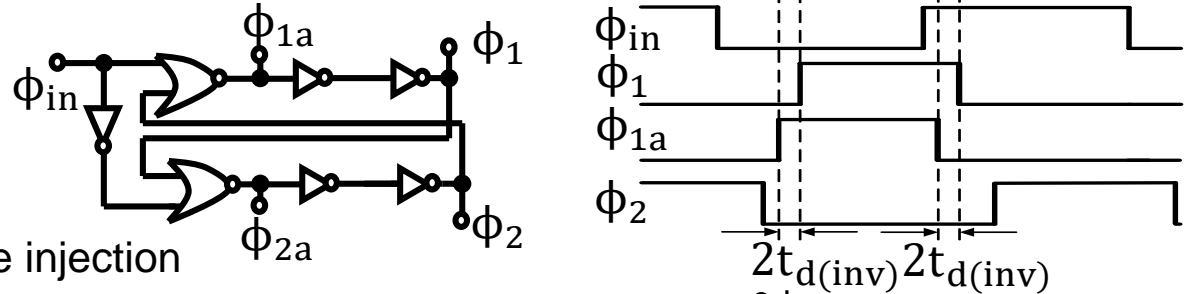 ϕ1a
ϕ1
ϕin
ϕ2a
ϕ2
e injection
ϕin
ϕ1
ϕ1a
ϕ2
2td(inv) 2td(inv)